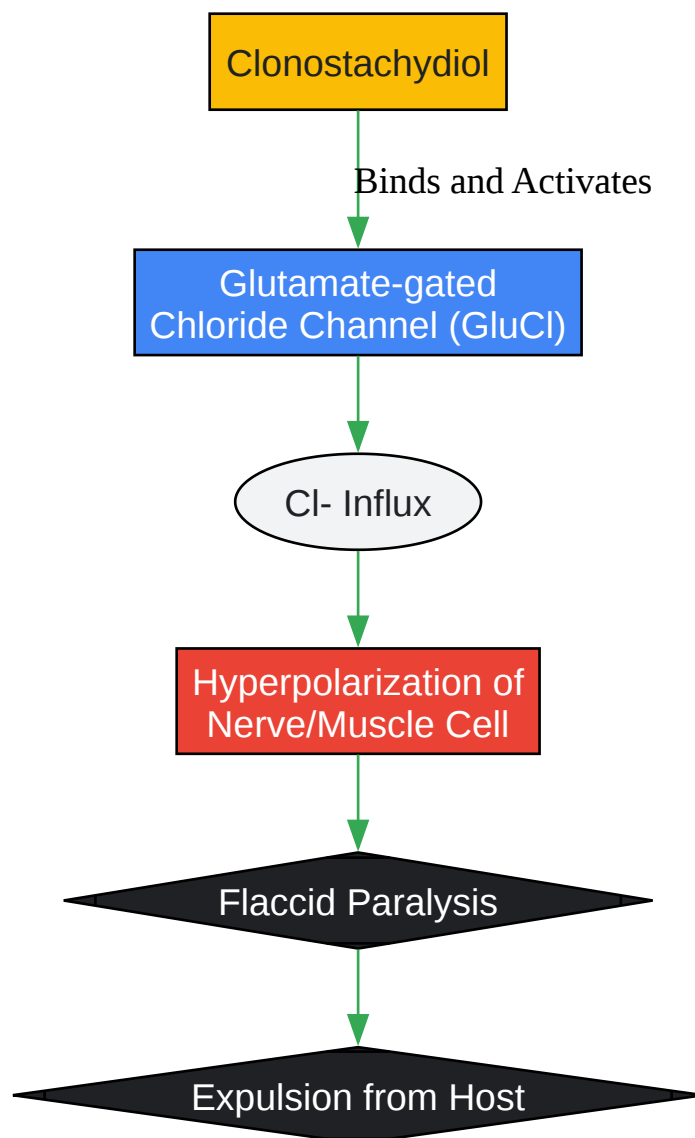 Clonostachydiol
Binds and Activates
Glutamate-gated
Chloride Channel (GluCl)
Cl- Influx
Hyperpolarization of
Nerve/Muscle Cell
Flaccid Paralysis
Expulsion from Host